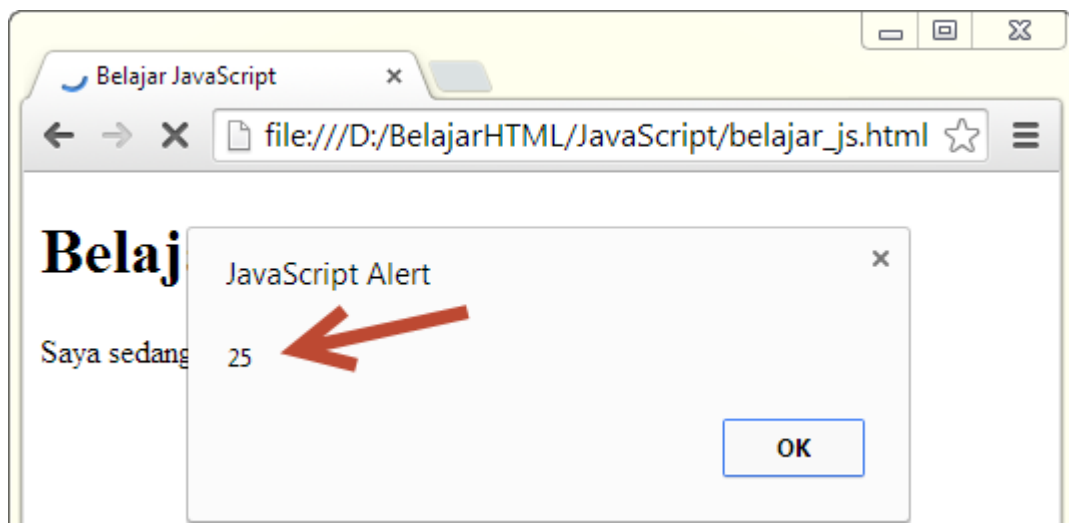 Belajar JavaScript
file:///D:/BelajarHTML/JavaScript/belajar_js.html
Belaj
JavaScript Alert
Saya sedang
25
OK